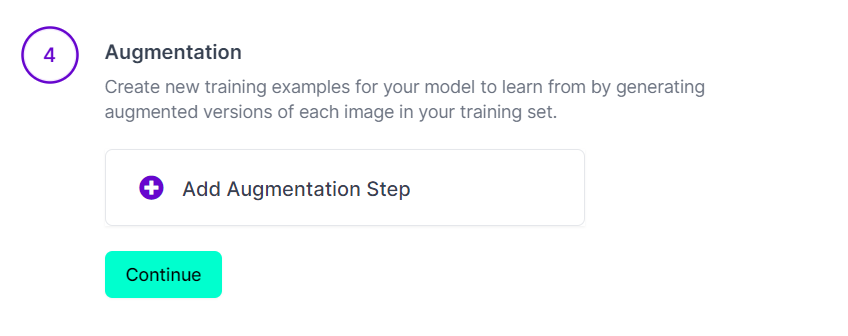 4
Augmentation
Create new training examples for your model to learn from by generating
augmented versions of each image in your training set.
Add Augmentation Step
Continue